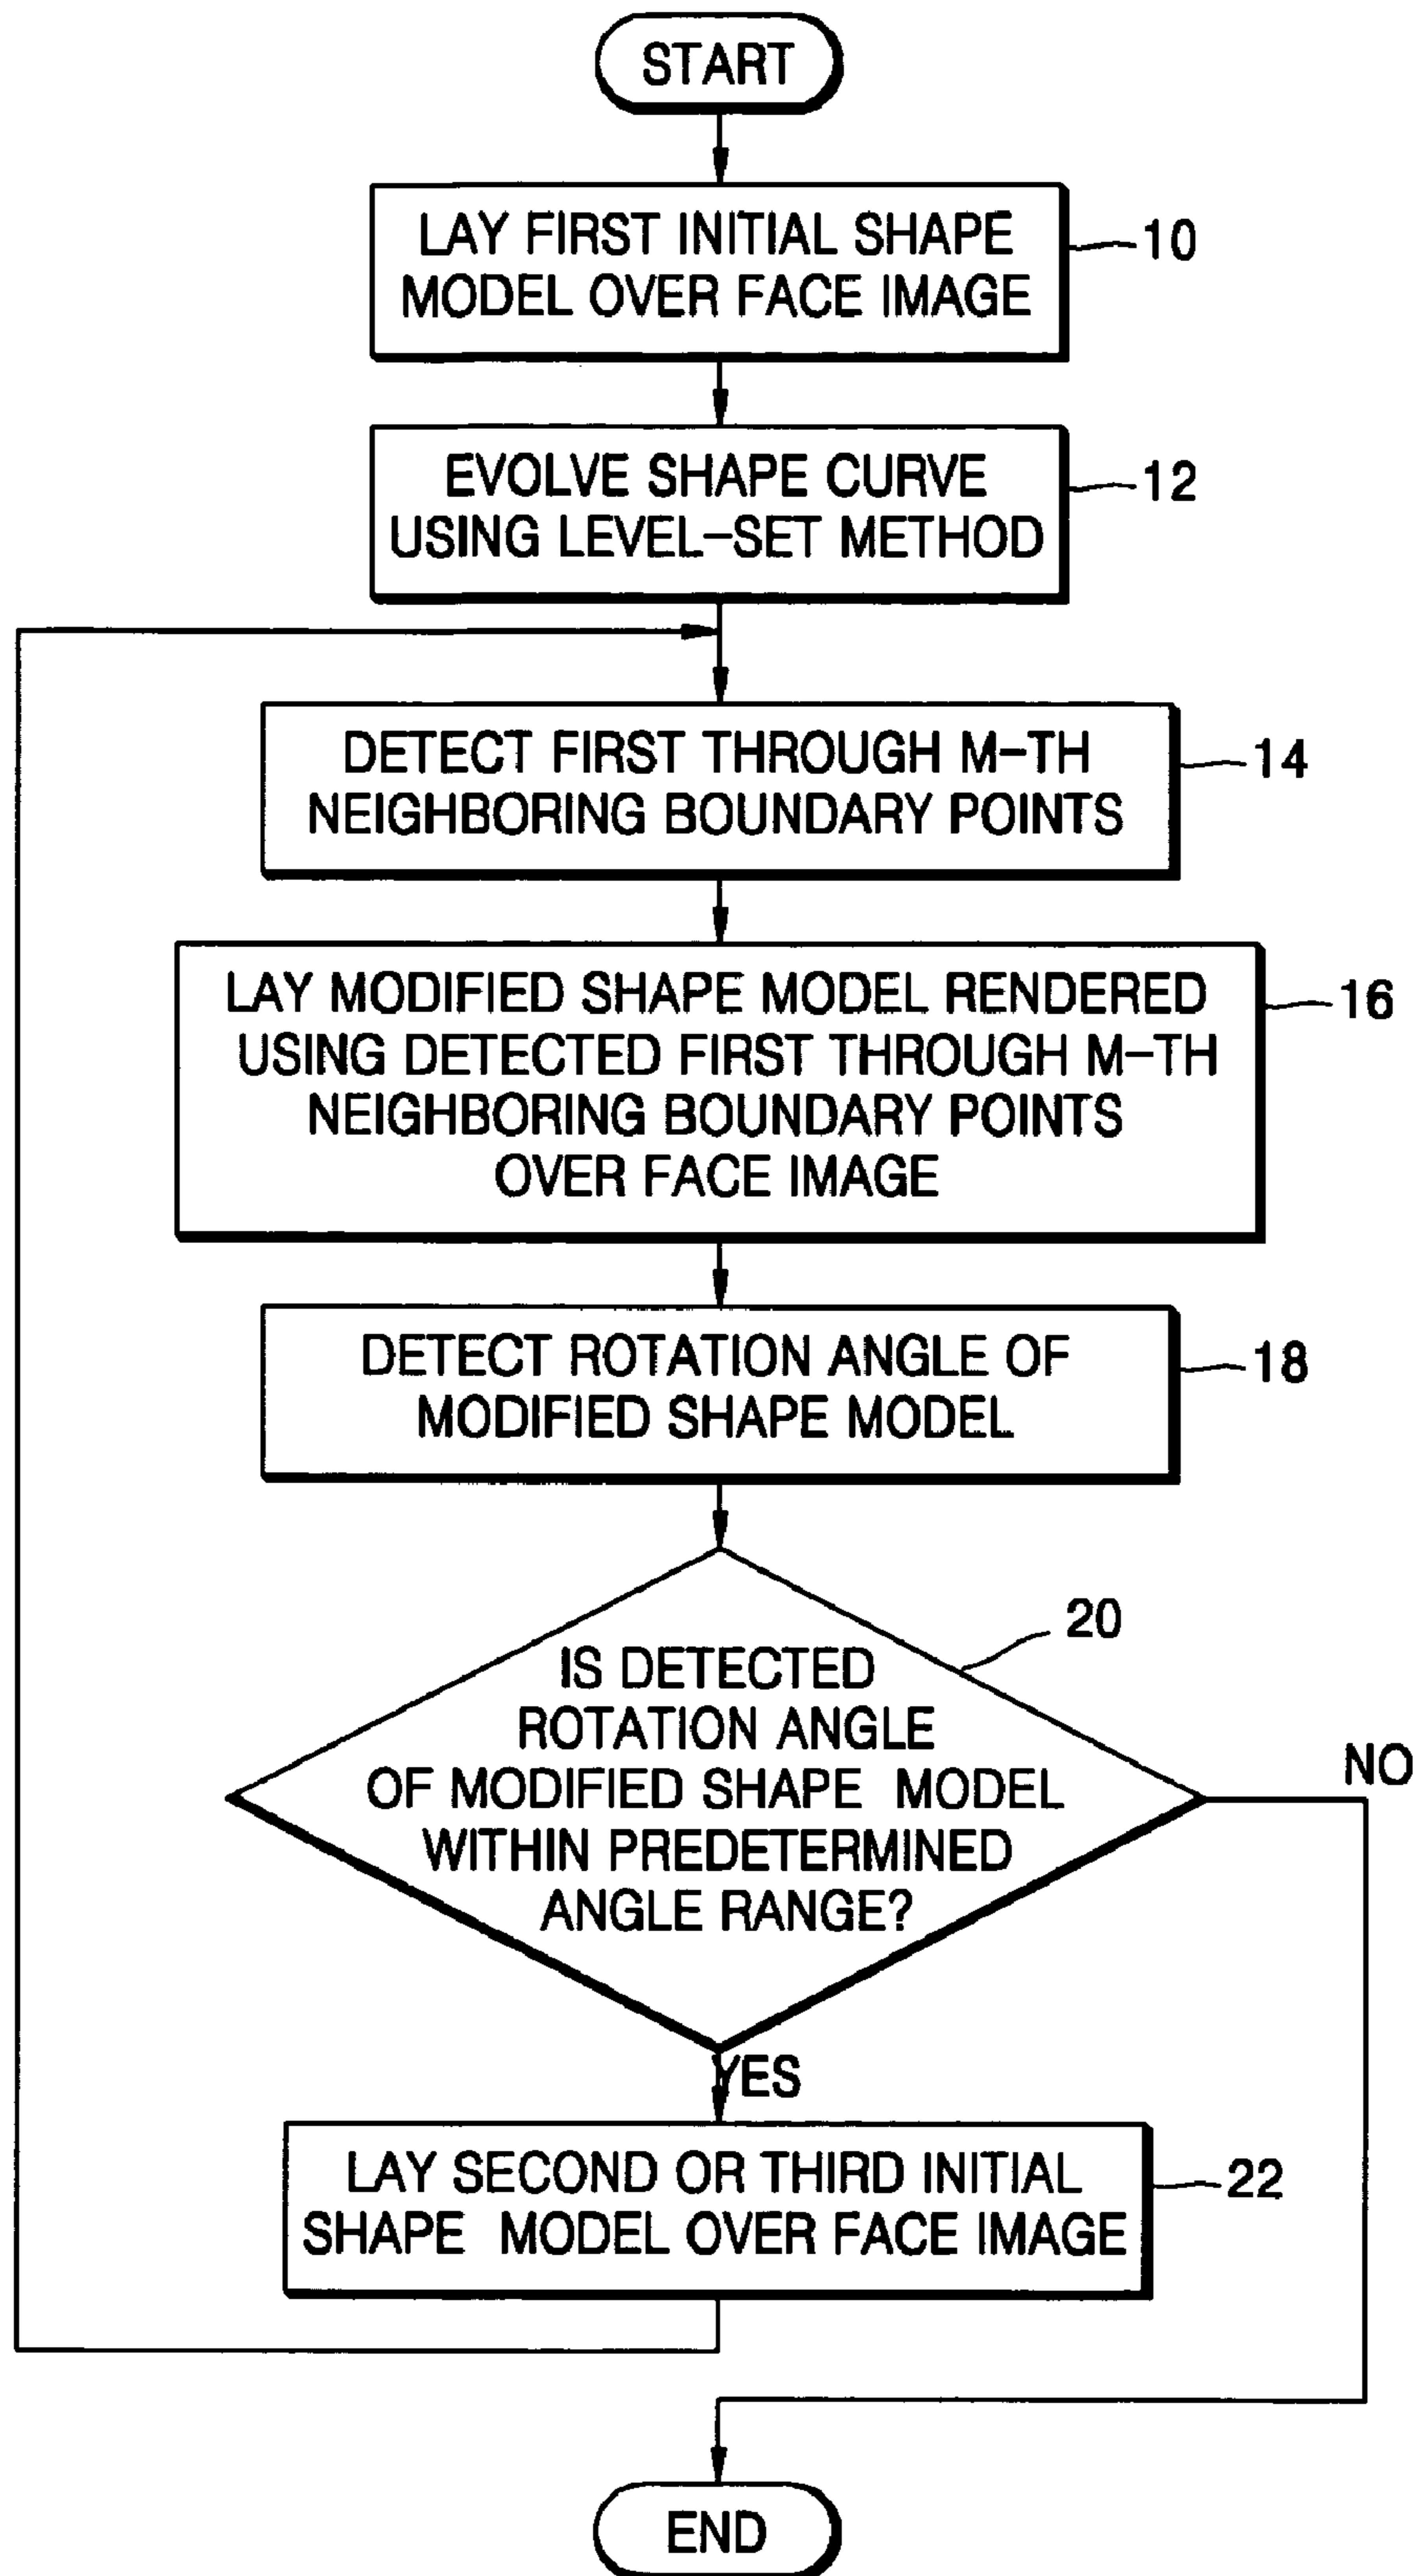 START
LAY FIRST INITIAL SHAPE
MODEL OVER FACE IMAGE
10
EVOLVE SHAPE CURVE
USING LEVEL-SET METHOD
12
DETECT FIRST THROUGH M-TH
NEIGHBORING BOUNDARY POINTS
14
LAY MODIFIED SHAPE MODEL RENDERED
USING DETECTED FIRST THROUGH M-TH
NEIGHBORING BOUNDARY POINTS
OVER FACE IMAGE
16
DETECT ROTATION ANGLE OF
MODIFIED SHAPE MODEL
18
IS DETECTED
ROTATION ANGLE
OF MODIFIED SHAPE MODEL
WITHIN PREDETERMINED
ANGLE RANGE?
20
NO
YES
LAY SECOND OR THIRD INITIAL
SHAPE MODEL OVER FACE IMAGE
22
END